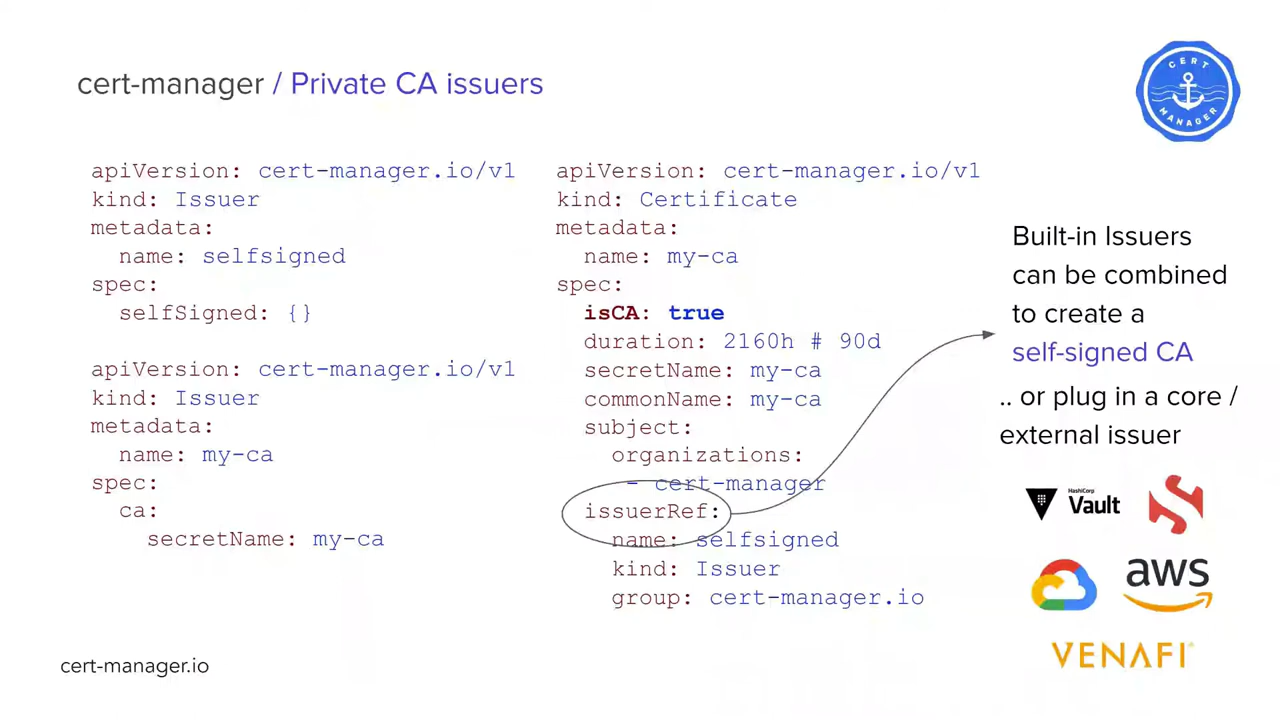 cert-manager / Private CA issuers
CERT
MANAGER
apiVersion: cert-manager.io/v1
kind: Issuer
metadata:
  name: selfsigned
spec:
  selfSigned: {}
apiVersion: cert-manager.io/v1
kind: Issuer
metadata:
  name: my-ca
spec:
  ca:
    secretName: my-ca
apiVersion: cert-manager.io/v1
kind: Certificate
metadata:
  name: my-ca
spec:
  isCA: true
  duration: 2160h # 90d
  secretName: my-ca
  commonName: my-ca
  subject:
    organizations:
     - cert-manager
  issuerRef:
    name: selfsigned
    kind: Issuer
    group: cert-manager.io
Built-in Issuers
can be combined
to create a
self-signed CA
.. or plug in a core /
external issuer
HashiCorp
Vault
aws
VENAFI
cert-manager.io